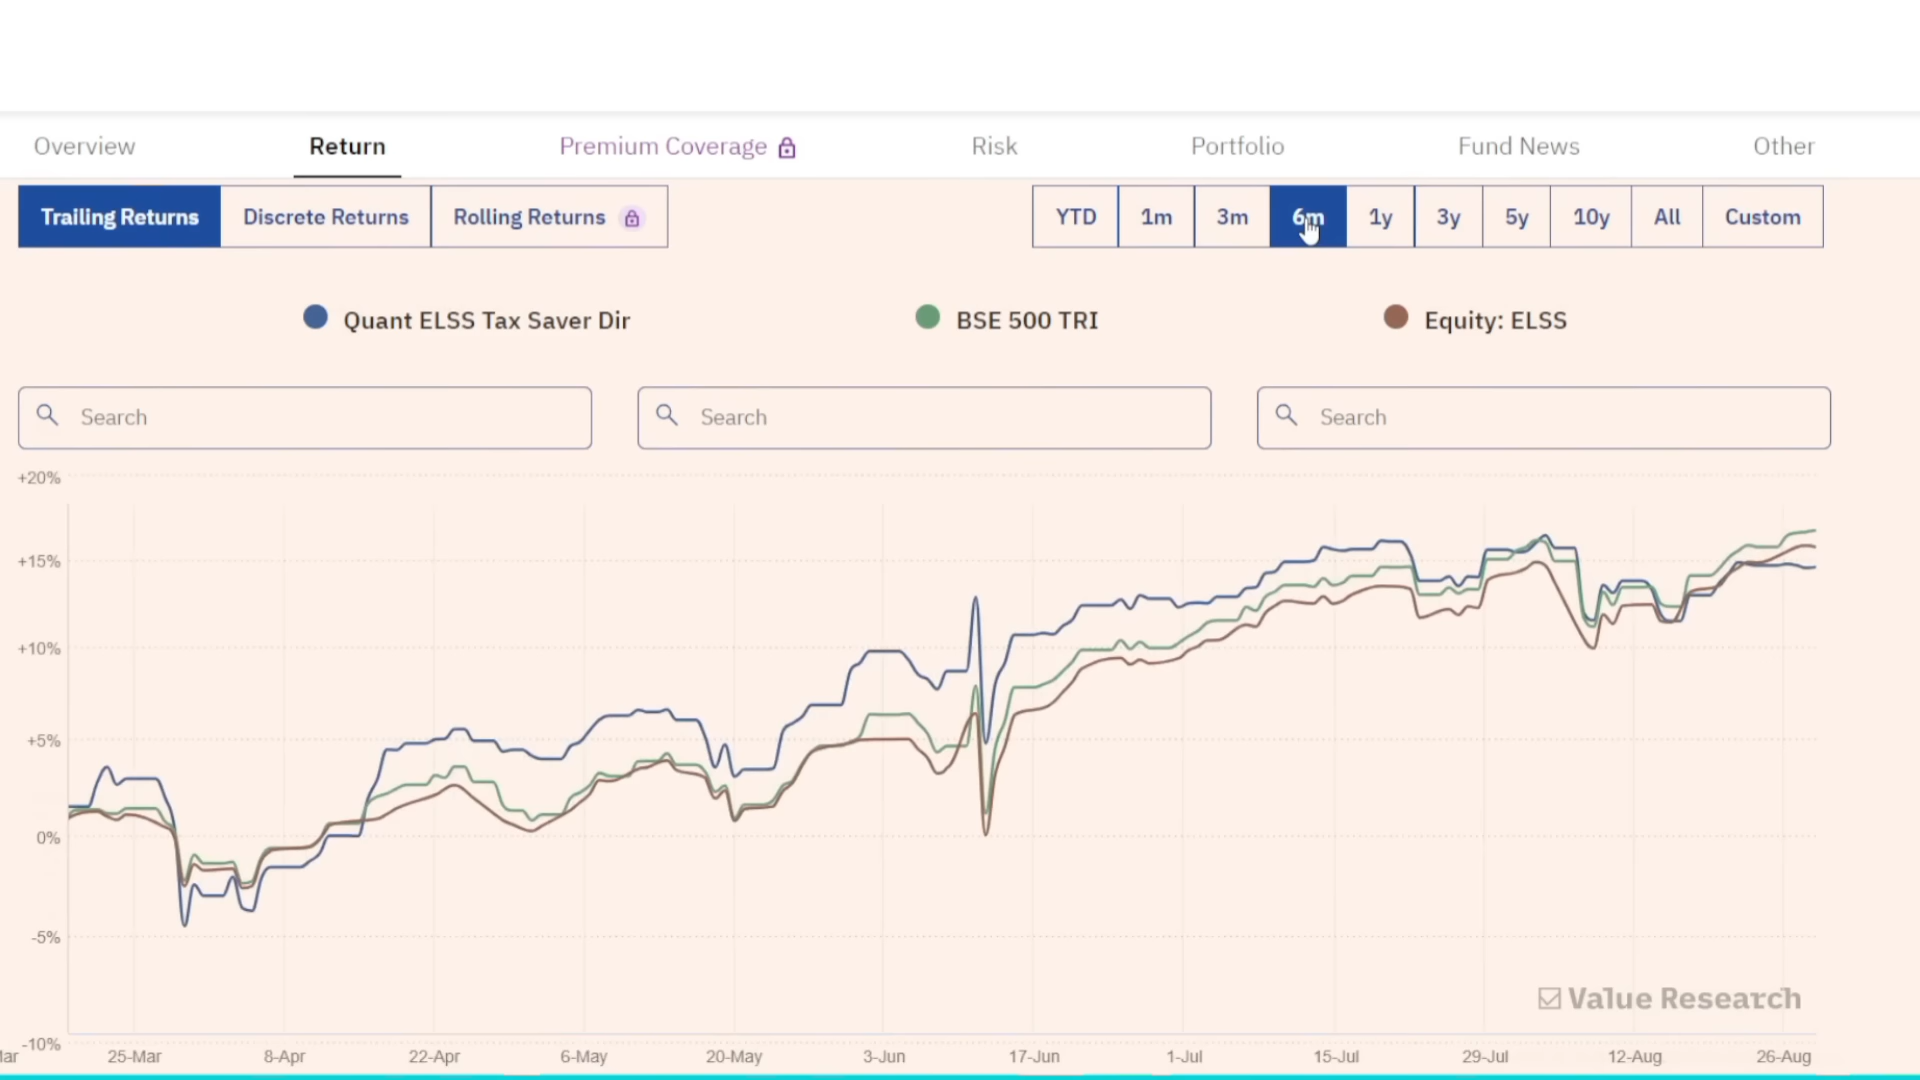 Overview Return Premium Coverage Risk Portfolio Fund News Other
Trailing Returns Discrete Returns Rolling Returns YTD 1m 3m 6m 1y 3y 5y 10y All Custom
Quant ELSS Tax Saver Dir BSE 500 TRI Equity: ELSS
Search Search Search
+20%
+15%
+10%
+5%
0%
-5%
Value Research
-10%
25-Mar 8-Apr 22-Apr 6-May 20-May 3-Jun 17-Jun 1-Jul 15-Jul 29-Jul 12-Aug 26-Aug